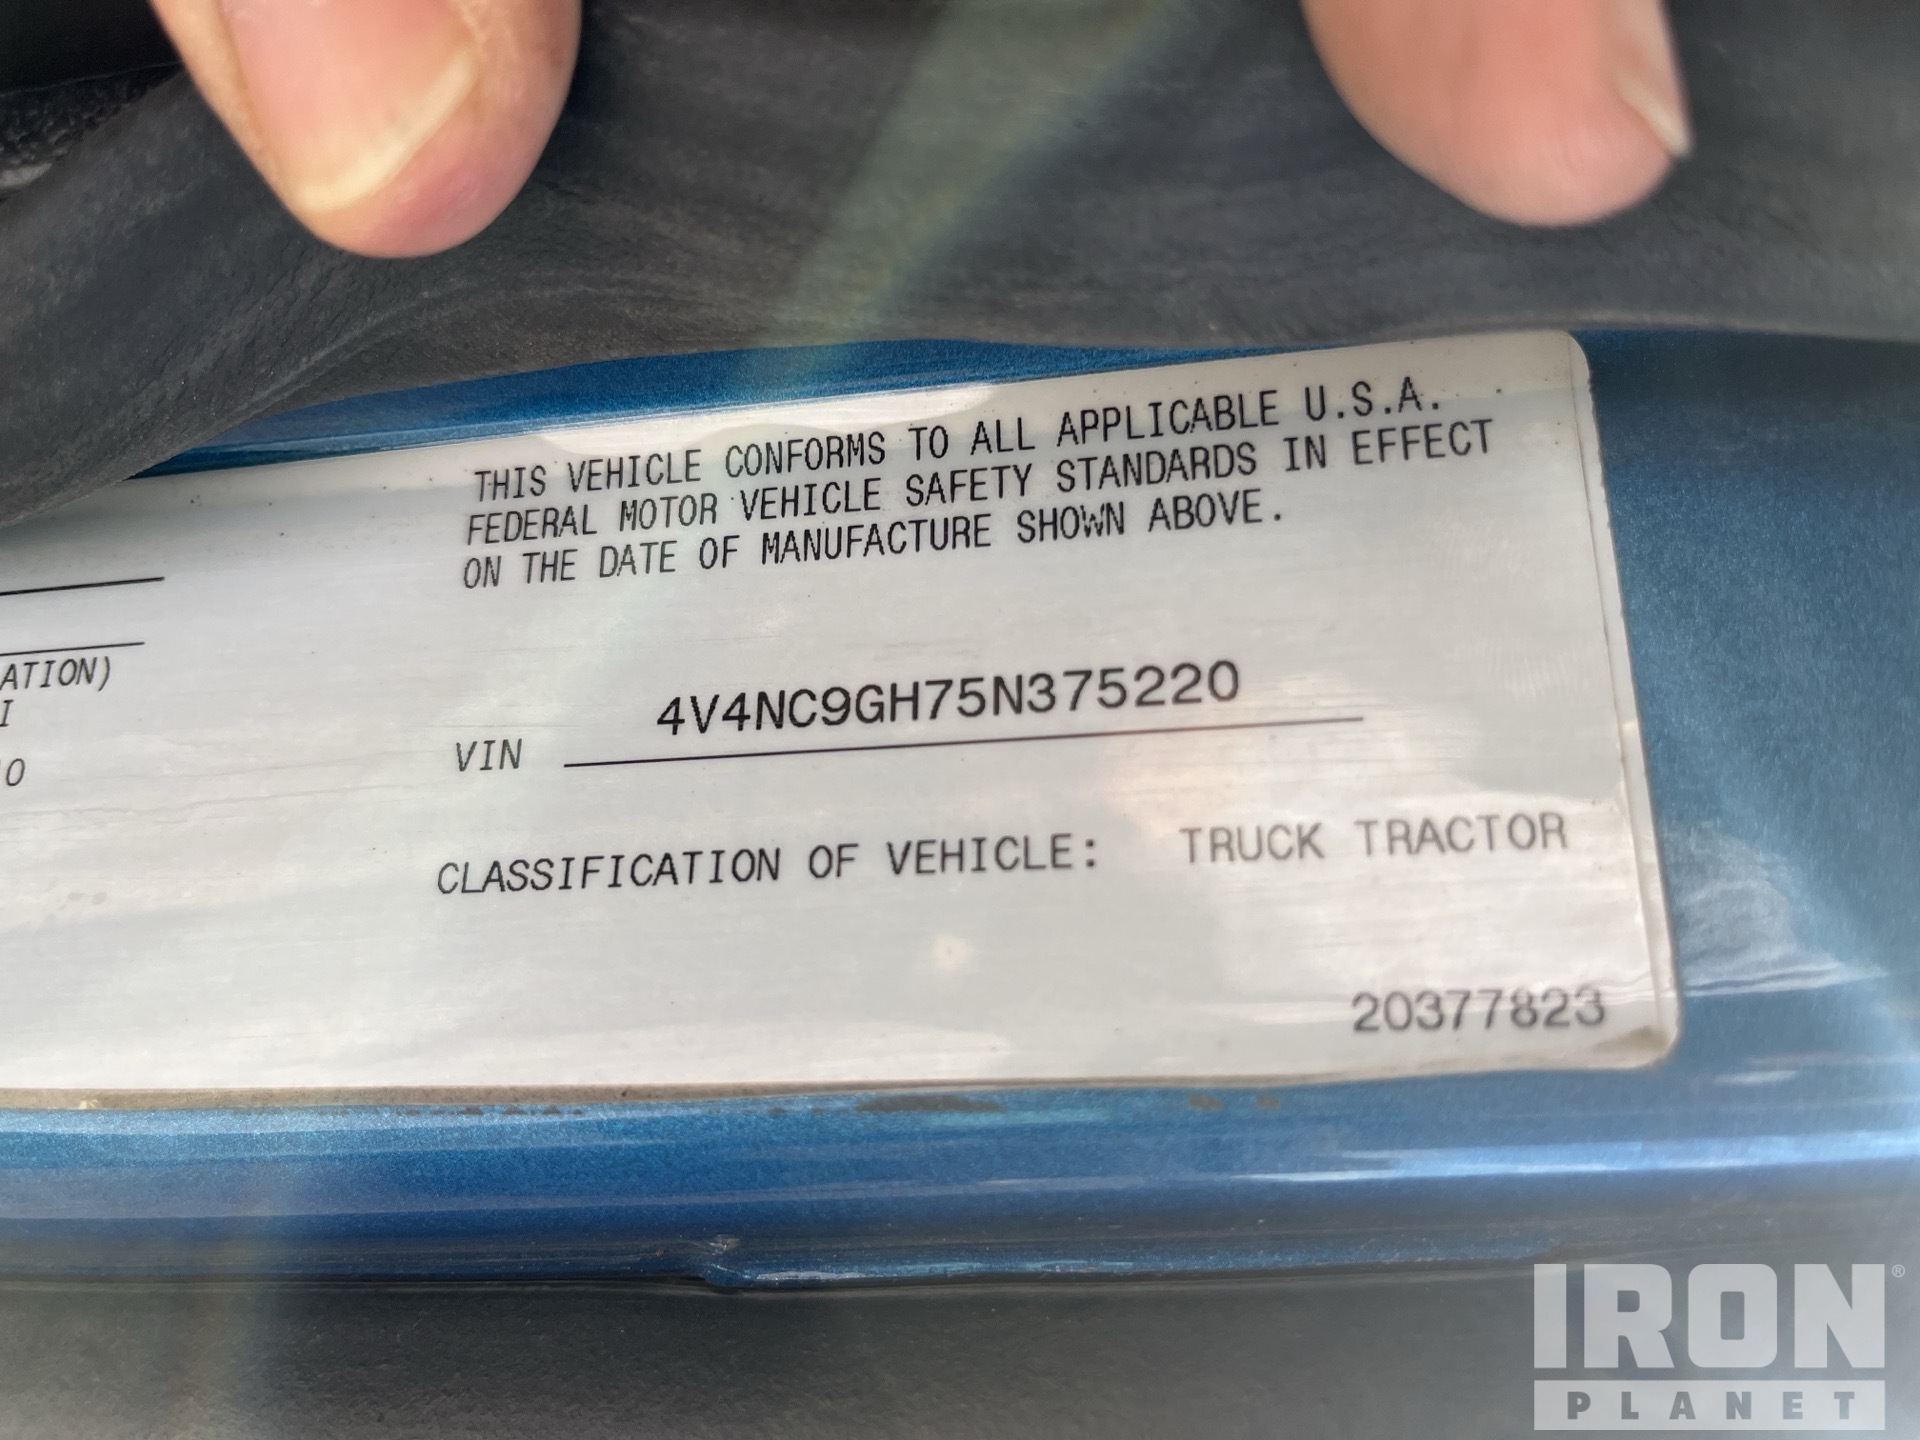 THIS VEHICLE CONFORMS TO ALL APPLICABLE U.S.A.
FEDERAL MOTOR VEHICLE SAFETY STANDARDS IN EFFECT
ON THE DATE OF MANUFACTURE SHOWN ABOVE.
ATION)
I
0
VIN 4V4NC9GH75N375220
CLASSIFICATION OF VEHICLE: TRUCK TRACTOR
20377823
IRON®
PLANET